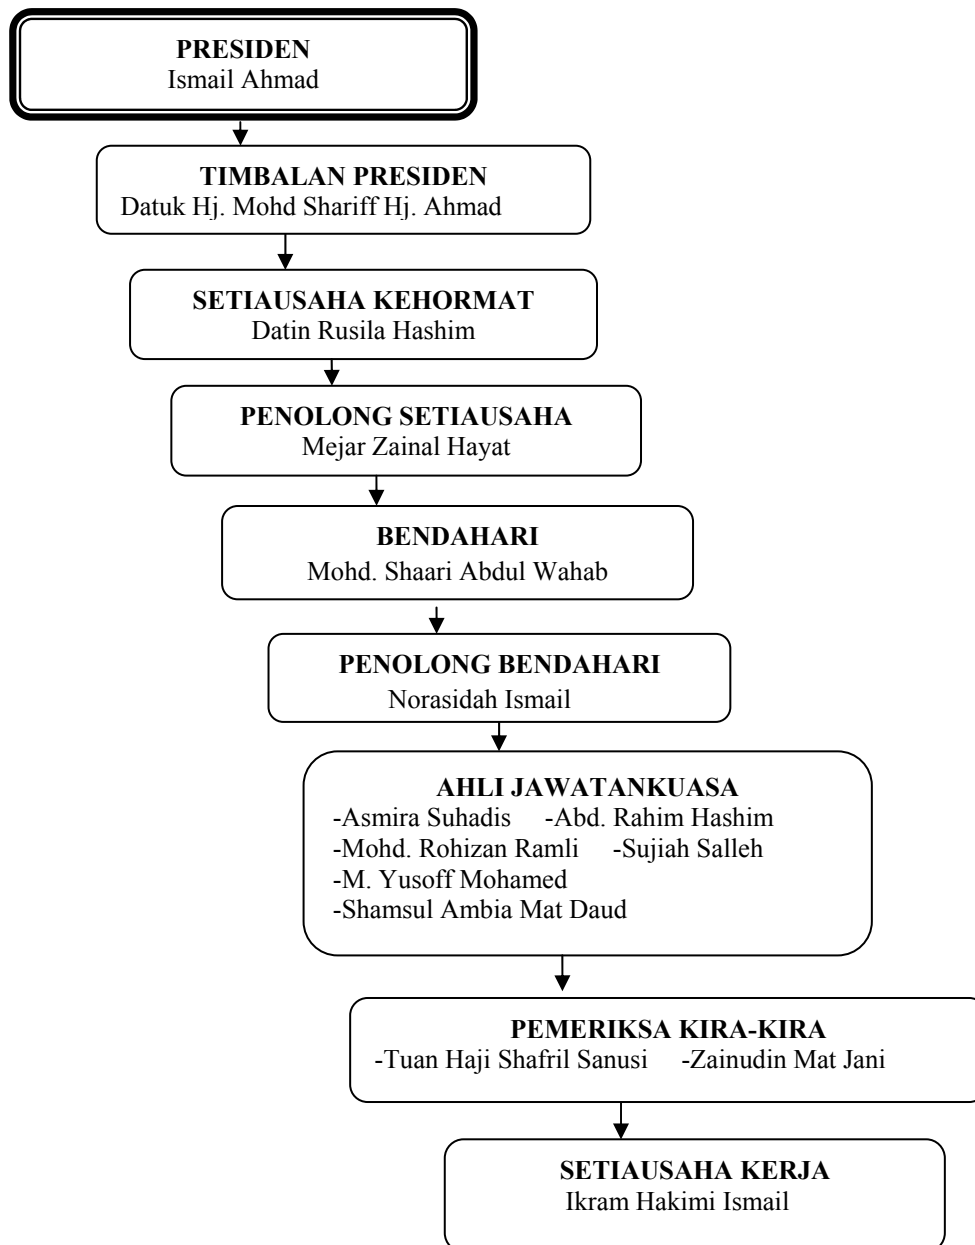 PRESIDEN
Ismail Ahmad
TIMBALAN PRESIDEN
Datuk Hj. Mohd Shariff Hj. Ahmad
SETIAUSAHA KEHORMAT
Datin Rusila Hashim
PENOLONG SETIAUSAHA
Mejar Zainal Hayat
BENDAHARI
Mohd. Shaari Abdul Wahab
PENOLONG BENDAHARI
Norasidah Ismail
AHLI JAWATANKUASA
-Asmira Suhadis -Abd. Rahim Hashim
-Mohd. Rohizan Ramli -Sujiah Salleh
-M. Yusoff Mohamed
-Shamsul Ambia Mat Daud
PEMERIKSA KIRA-KIRA
-Tuan Haji Shafril Sanusi -Zainudin Mat Jani
SETIAUSAHA KERJA
Ikram Hakimi Ismail